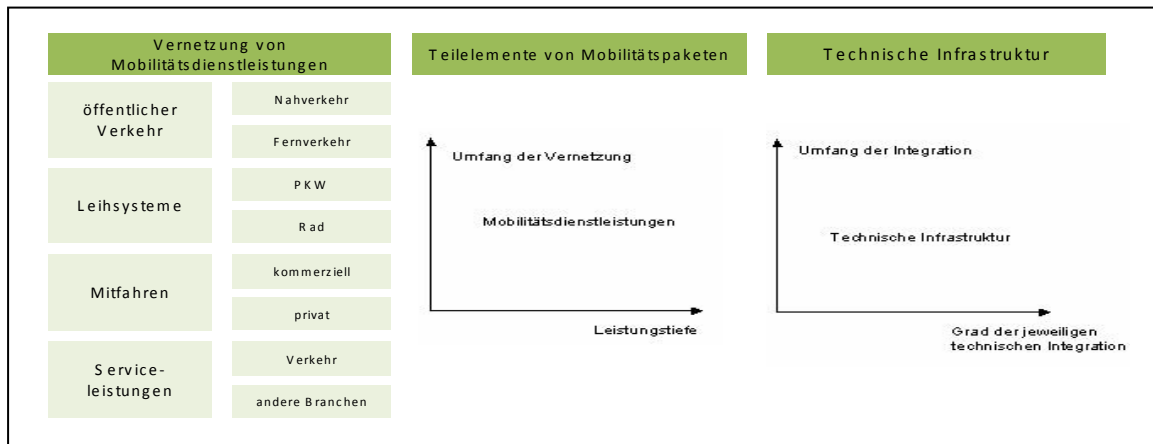 Vernetzung von
Mobilitätsdienstleistungen
öffentlicher
Verkehr
Nahverkehr
Fernverkehr
Leihsysteme
PKW
Rad
Mitfahren
kommerziell
privat
Service-
leistungen
Verkehr
andere Branchen
Teilelemente von Mobilitätspaketen
Umfang der Vernetzung
Mobilitätsdienstleistungen
Leistungstiefe
Technische Infrastruktur
Umfang der Integration
Technische Infrastruktur
Grad der jeweiligen
technischen Integration